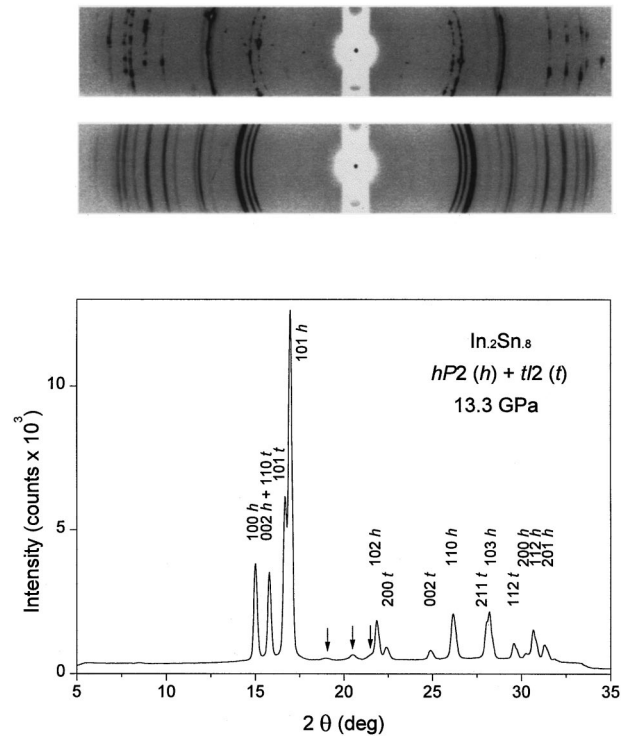 In.2Sn.8
hP2 (h) + tI2 (t)
13.3 GPa
Intensity (counts x 10^3)
10
5
0
100 h
002 h + 110 t
101 t
101 h
102 h
200 t
002 t
110 h
211 t
103 h
112 t
200 h
112 h
201 h
5 10 15 20 25 30 35
2 θ (deg)